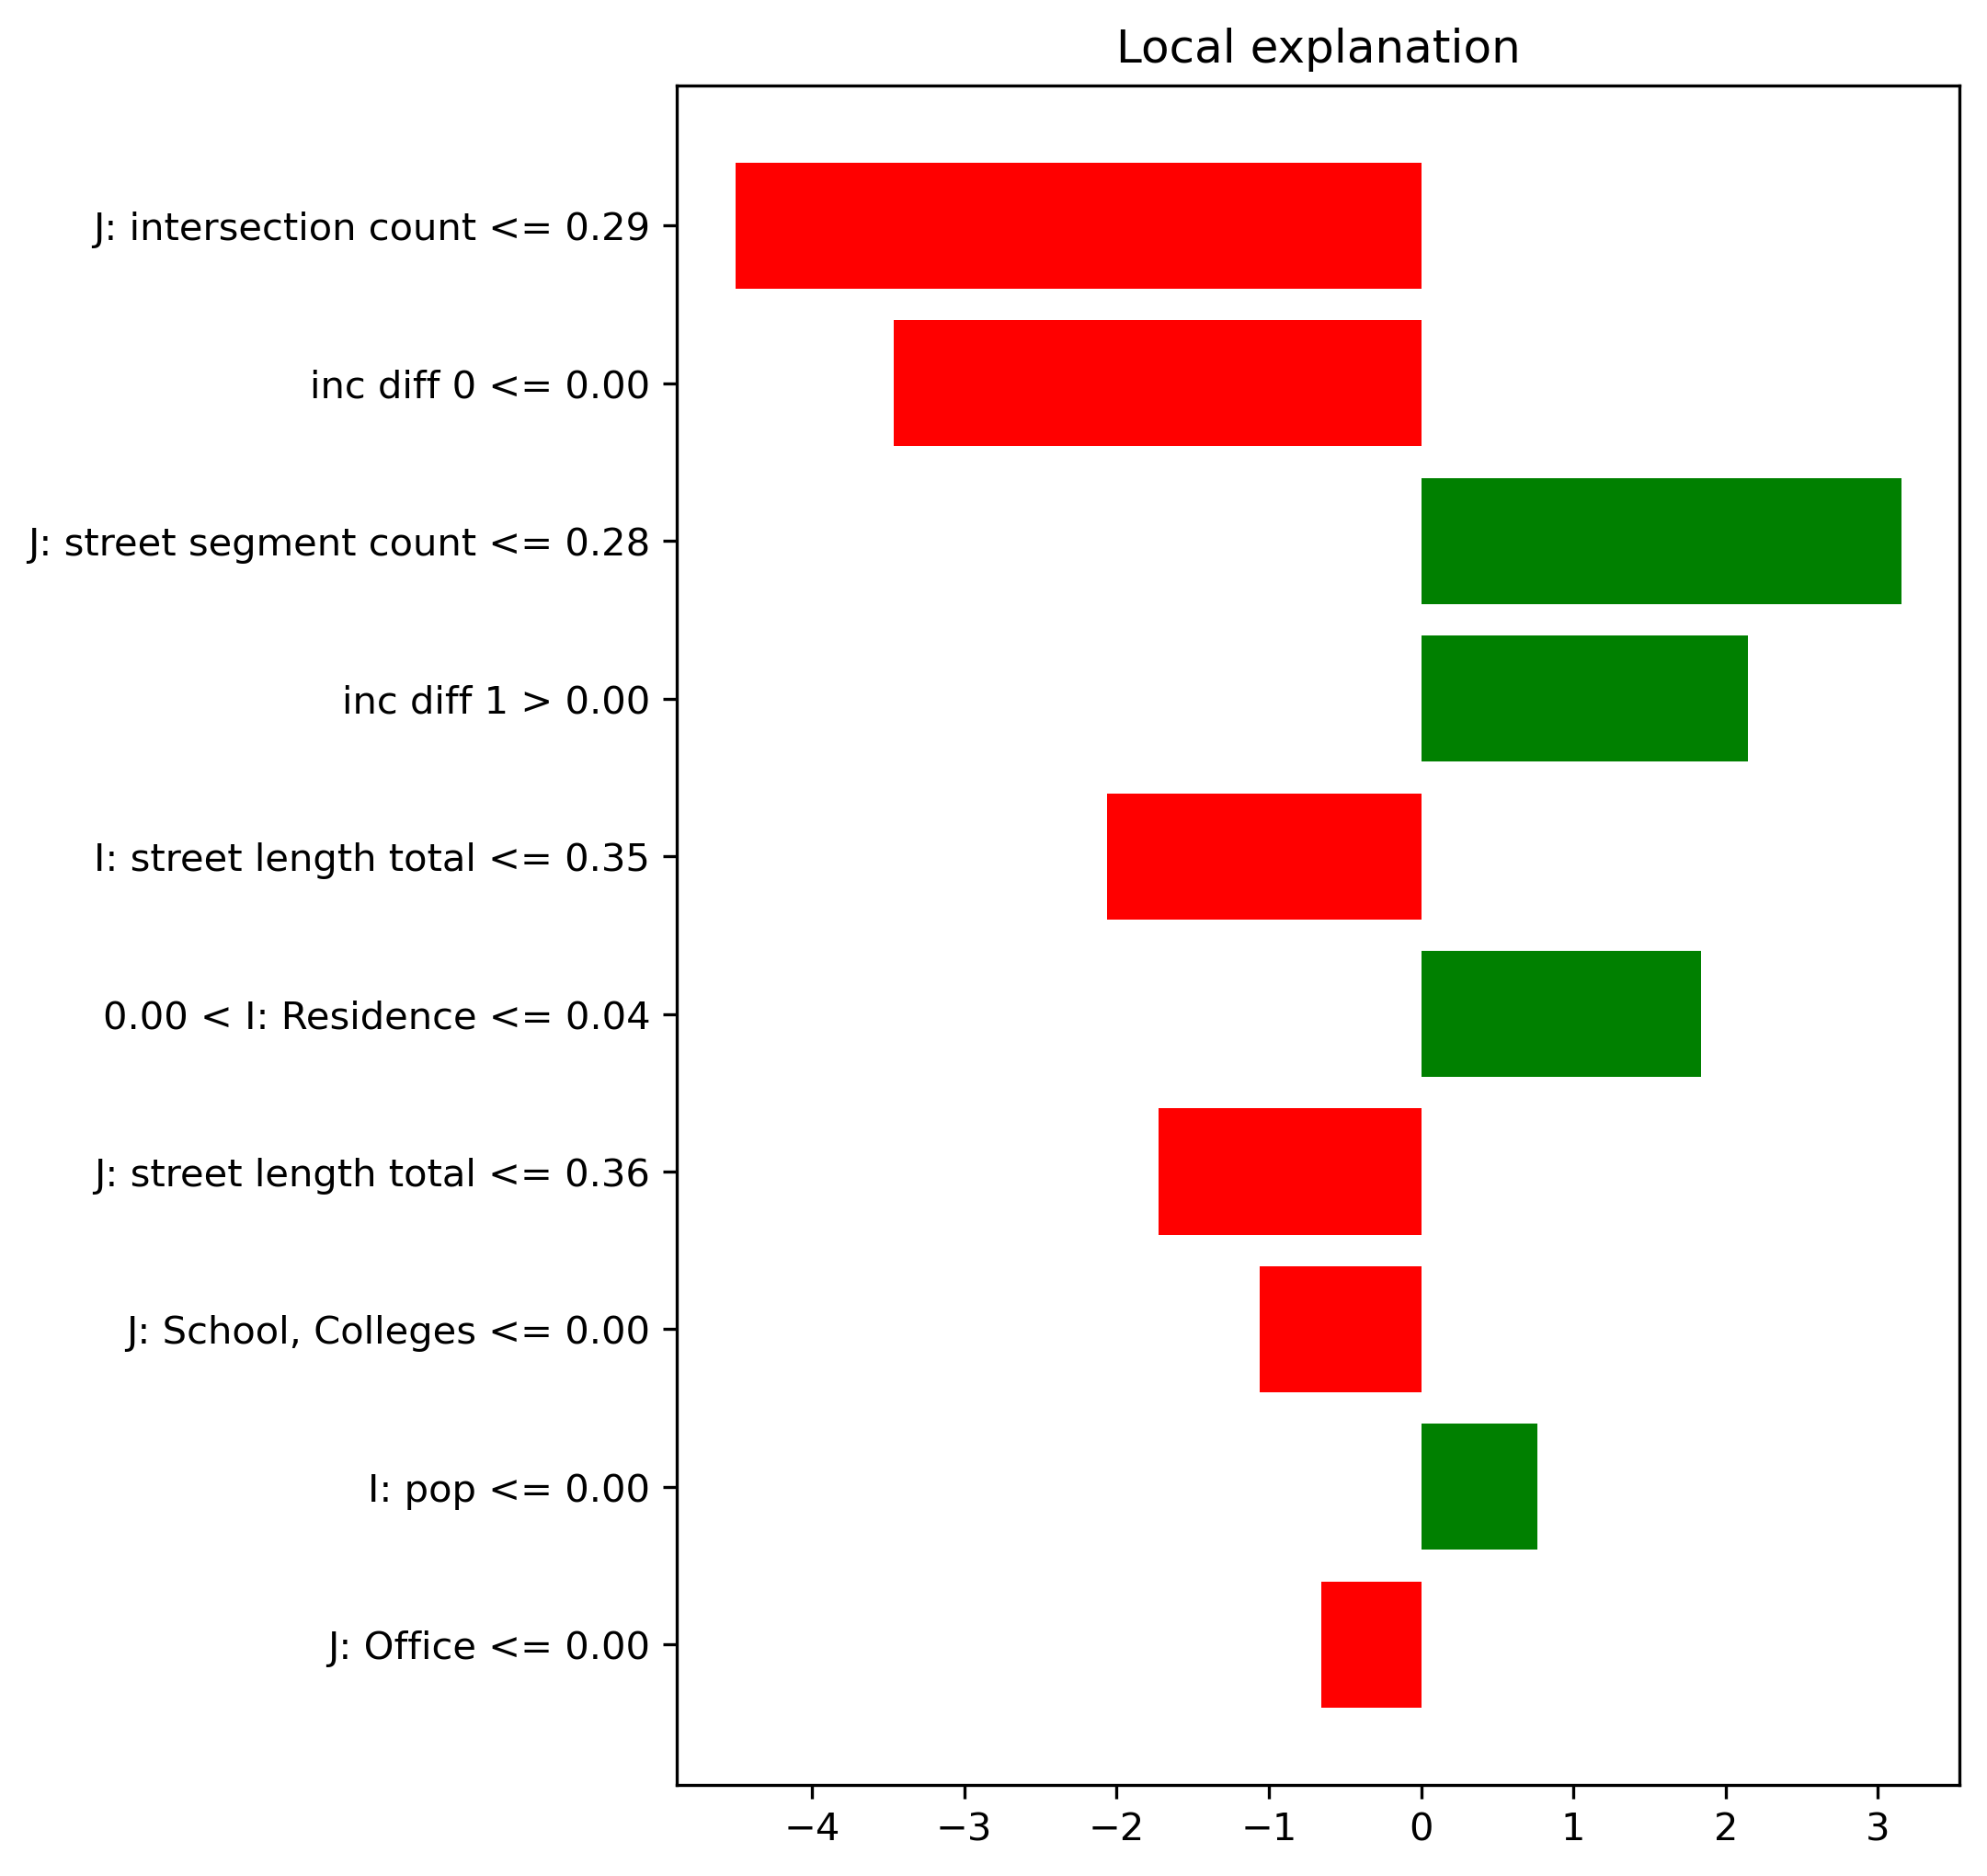 Local explanation
J: intersection count <= 0.29
inc diff 0 <= 0.00
J: street segment count <= 0.28
inc diff 1 > 0.00
I: street length total <= 0.35
0.00 < I: Residence <= 0.04
J: street length total <= 0.36
J: School, Colleges <= 0.00
I: pop <= 0.00
J: Office <= 0.00
−4 −3 −2 −1 0 1 2 3